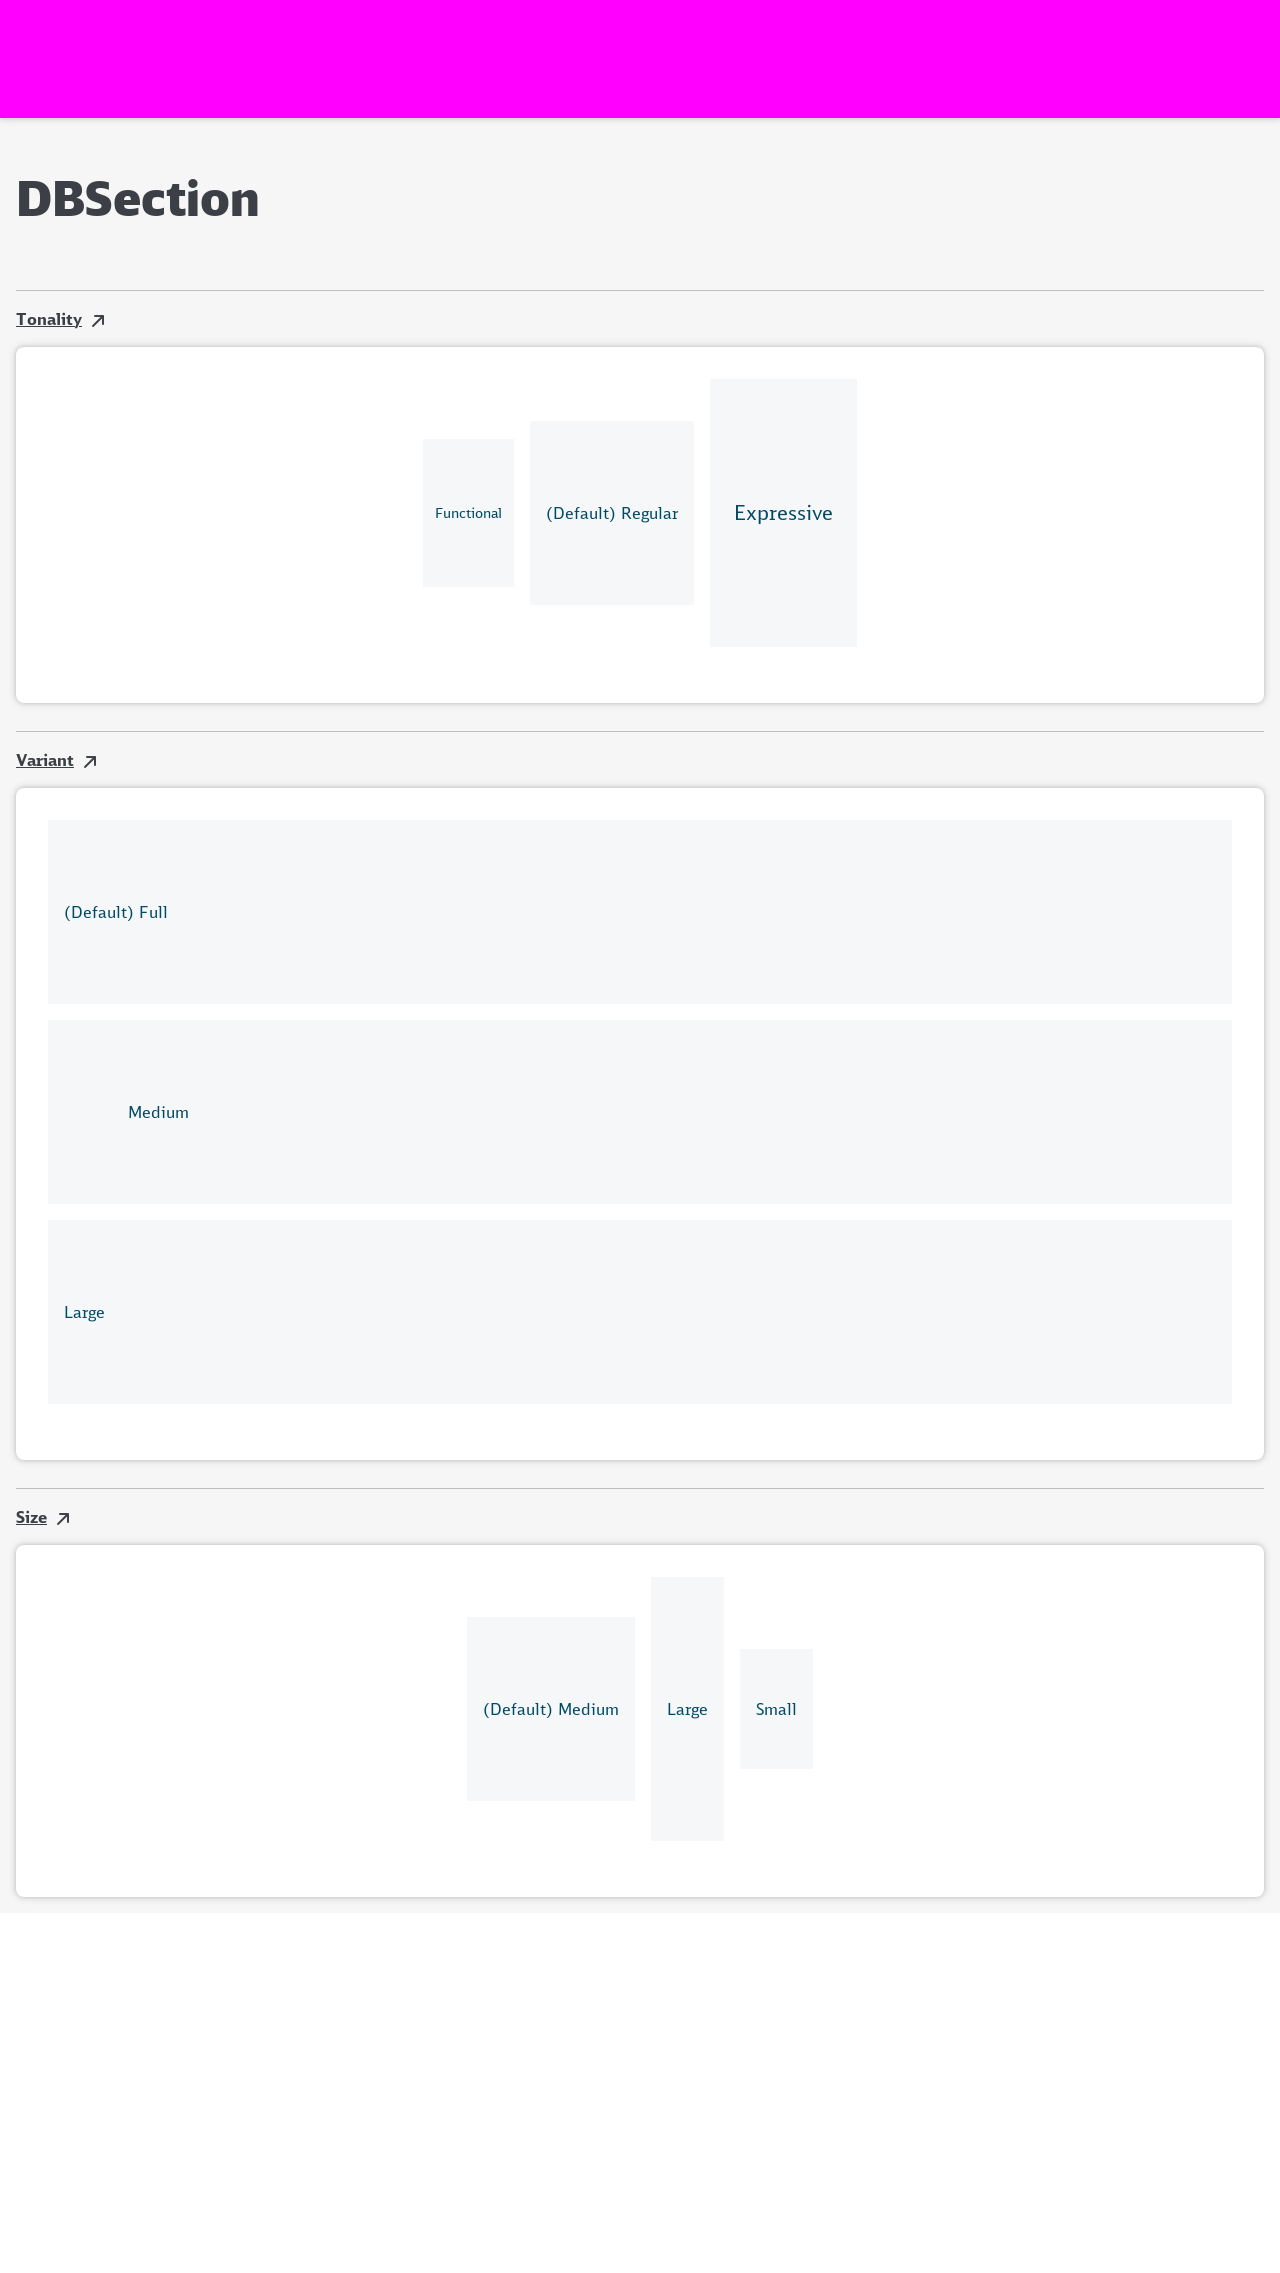 DBSection
Tonality
Functional
(Default) Regular
Expressive
Variant
(Default) Full
Medium
Large
Size
(Default) Medium
Large
Small